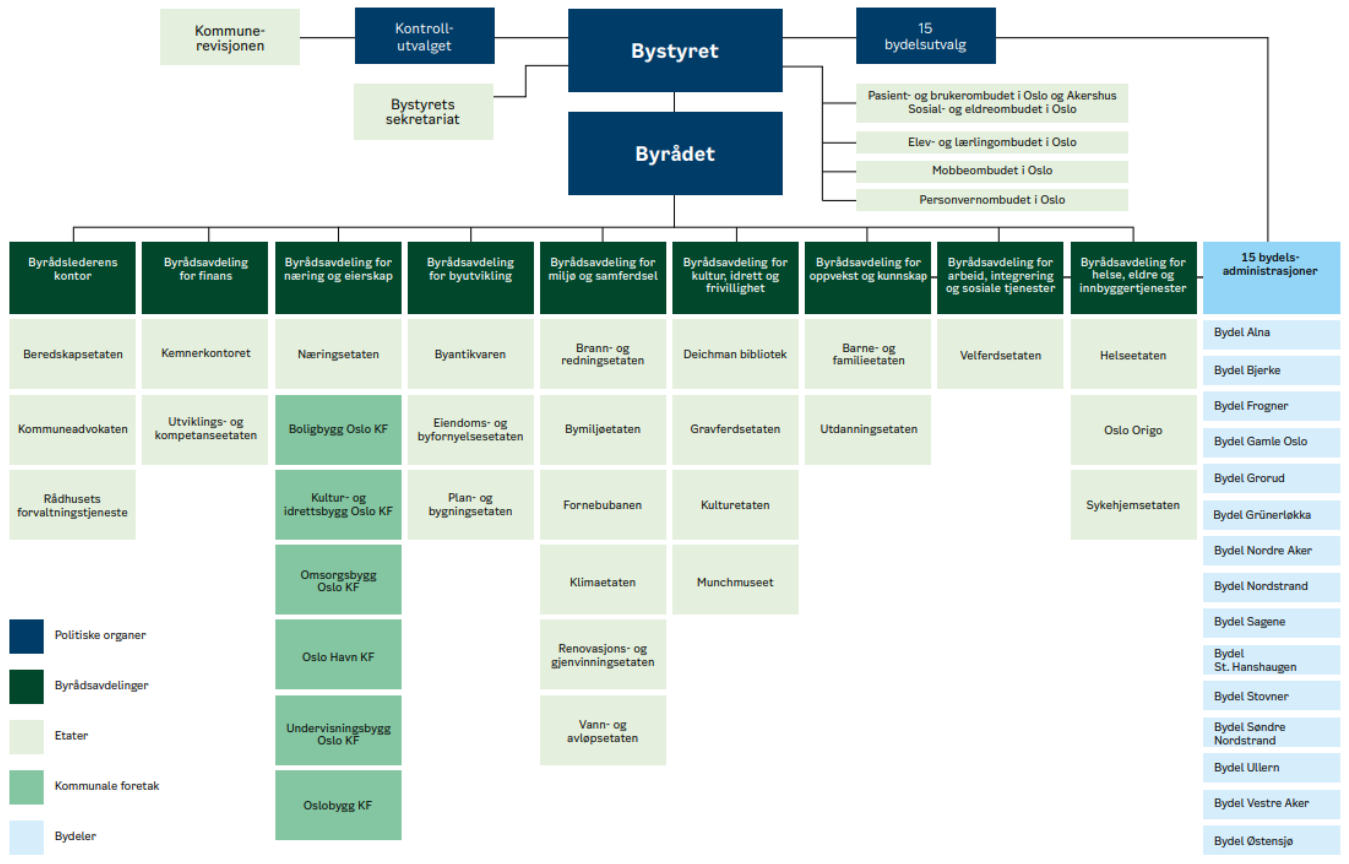 Kommune-
revisjonen
Kontroll-
utvalget
Bystyret
15
bydelsutvalg
Bystyrets
sekretariat
Pasient- og brukerombudet i Oslo og Akershus
Sosial- og eldreombudet i Oslo
Byrådet
Elev- og lærlingombudet i Oslo
Mobbeombudet i Oslo
Personvernombudet i Oslo
Byrådslederens
kontor
Byrådsavdeling
for finans
Byrådsavdeling for
næring og eierskap
Byrådsavdeling
for byutvikling
Byrådsavdeling for
miljø og samferdsel
Byrådsavdeling for
kultur, idrett og
frivillighet
Byrådsavdeling for
oppvekst og kunnskap
Byrådsavdeling for
arbeid, integrering
og sosiale tjenester
Byrådsavdeling for
helse, eldre og
innbyggertjenester
15 bydels-
administrasjoner
Beredskapsetaten
Kommuneadvokaten
Rådhusets
forvaltningstjeneste
Kemnerkontoret
Utviklings- og
kompetanseetaten
Næringsetaten
Boligbygg Oslo KF
Kultur- og
idrettsbygg Oslo KF
Omsorgsbygg
Oslo KF
Oslo Havn KF
Undervisningsbygg
Oslo KF
Oslobygg KF
Byantikvaren
Eiendoms- og
byfornyelsesetaten
Plan- og
bygningsetaten
Brann- og
redningsetaten
Bymiljøetaten
Fornebubanen
Klimaetaten
Renovasjons- og
gjenvinningsetaten
Vann- og
avløpsetaten
Deichman bibliotek
Gravferdsetaten
Kulturetaten
Munchmuseet
Barne- og
familieetaten
Utdanningsetaten
Velferdsetaten
Helseetaten
Oslo Origo
Sykehjemsetaten
Bydel Alna
Bydel Bjerke
Bydel Frogner
Bydel Gamle Oslo
Bydel Grorud
Bydel Grünerløkka
Bydel Nordre Aker
Bydel Nordstrand
Bydel Sagene
Bydel
St. Hanshaugen
Bydel Stovner
Bydel Søndre
Nordstrand
Bydel Ullern
Bydel Vestre Aker
Bydel Østensjø
Politiske organer
Byrådsavdelinger
Etater
Kommunale foretak
Bydeler